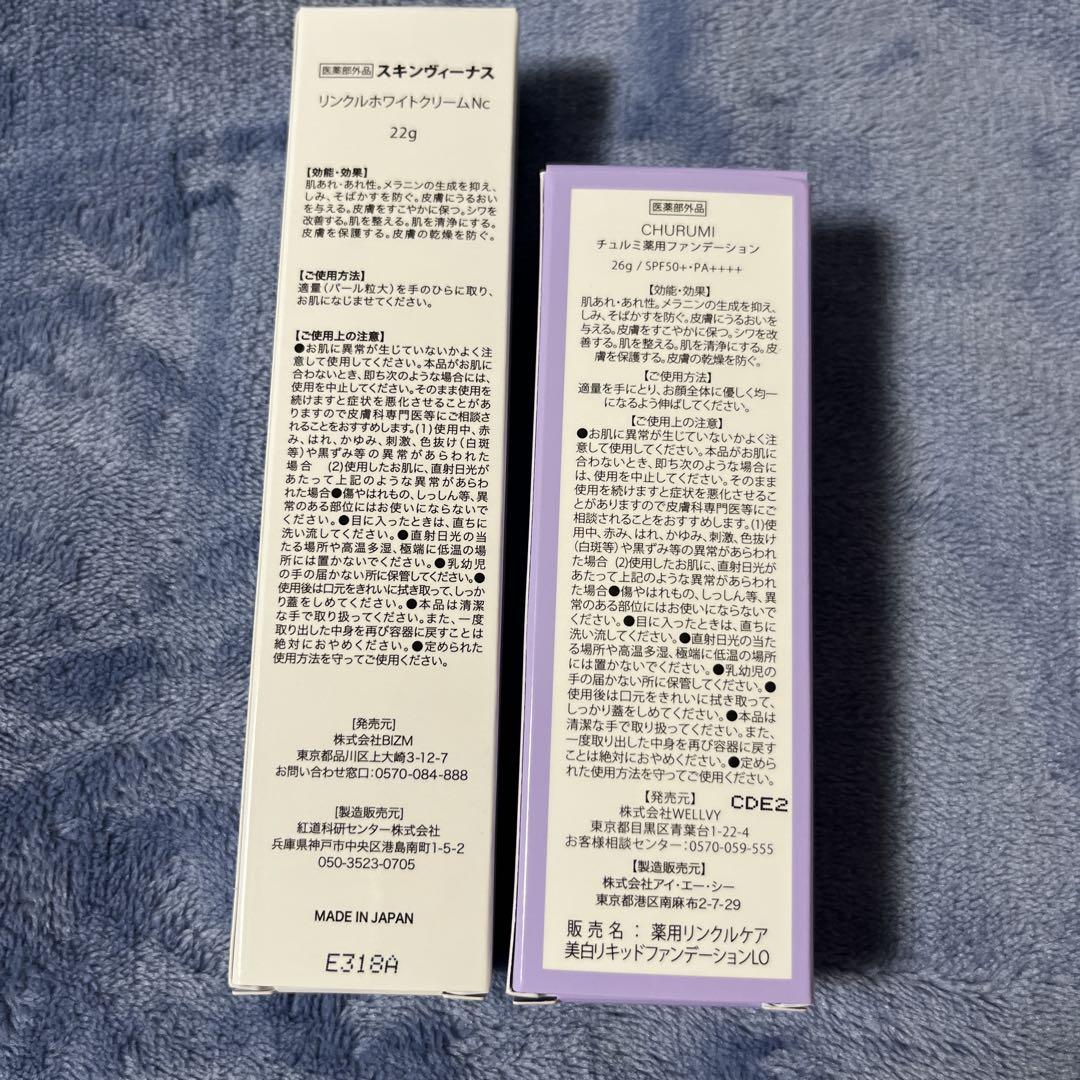 医薬部外品 スキンヴィーナス
リンクルホワイトクリームNc
22g
【効能・効果】
肌あれ・あれ性。メラニンの生成を抑え、
しみ、そばかすを防ぐ。皮膚にうるおい
を与える。皮膚をすこやかに保つ。シワを
改善する。肌を整える。肌を清浄にする。
皮膚を保護する。皮膚の乾燥を防ぐ。
【ご使用方法】
適量（パール粒大）を手のひらに取り、
お肌になじませてください。
【ご使用上の注意】
●お肌に異常が生じていないかよく注
意して使用してください。本品がお肌に
合わないとき、即ち次のような場合には、
使用を中止してください。そのまま使用を
続けますと症状を悪化させることがあ
りますので皮膚科専門医等にご相談さ
れることをおすすめします。(1)使用中、赤
み、はれ、かゆみ、刺激、色抜け（白斑
等）や黒ずみ等の異常があらわれた
場合 (2)使用したお肌に、直射日光が
あたって上記のような異常があらわ
れた場合●傷やはれもの、しっしん等、異
常のある部位にはお使いにならないで
ください。●目に入ったときは、直ちに
洗い流してください。●直射日光の当
たる場所や高温多湿、極端に低温の場
所には置かないでください。●乳幼児
の手の届かない所に保管してください。●
使用後は口元をきれいに拭き取って、しっか
り蓋をしめてください。●本品は清潔
な手で取り扱ってください。また、一度
取り出した中身を再び容器に戻すことは
絶対におやめください。●定められた
使用方法を守ってご使用ください。
[発売元]
株式会社BIZM
東京都品川区上大崎3-12-7
お問い合わせ窓口：0570-084-888
[製造販売元]
紅道科研センター株式会社
兵庫県神戸市中央区港島南町1-5-2
050-3523-0705
MADE IN JAPAN
E318A
医薬部外品
CHURUMI
チュルミ薬用ファンデーション
26g / SPF50+・PA++++
【効能・効果】
肌あれ・あれ性。メラニンの生成を抑え、
しみ、そばかすを防ぐ。皮膚にうるおいを
与える。皮膚をすこやかに保つ。シワを改
善する。肌を整える。肌を清浄にする。皮
膚を保護する。皮膚の乾燥を防ぐ。
【ご使用方法】
適量を手にとり、お顔全体に優しく均一
になるよう伸ばしてください。
【ご使用上の注意】
●お肌に異常が生じていないかよく注
意して使用してください。本品がお肌に
合わないとき、即ち次のような場合に
は、使用を中止してください。そのまま
使用を続けますと症状を悪化させるこ
とがありますので皮膚科専門医等にご
相談されることをおすすめします。(1)使
用中、赤み、はれ、かゆみ、刺激、色抜け
（白斑等）や黒ずみ等の異常があらわれ
た場合 (2)使用したお肌に、直射日光が
あたって上記のような異常があらわれ
た場合●傷やはれもの、しっしん等、異
常のある部位にはお使いにならないで
ください。●目に入ったときは、直ちに
洗い流してください。●直射日光の当た
る場所や高温多湿、極端に低温の場所
には置かないでください。●乳幼児の
手の届かない所に保管してください。●
使用後は口元をきれいに拭き取って、
しっかり蓋をしめてください。●本品は
清潔な手で取り扱ってください。また、
一度取り出した中身を再び容器に戻す
ことは絶対におやめください。●定めら
れた使用方法を守ってご使用ください。
CDE2
【発売元】
株式会社WELLVY
東京都目黒区青葉台1-22-4
お客様相談センター：0570-059-555
【製造販売元】
株式会社アイ・エー・シー
東京都港区南麻布2-7-29
販売名：薬用リンクルケア
美白リキッドファンデーションLO